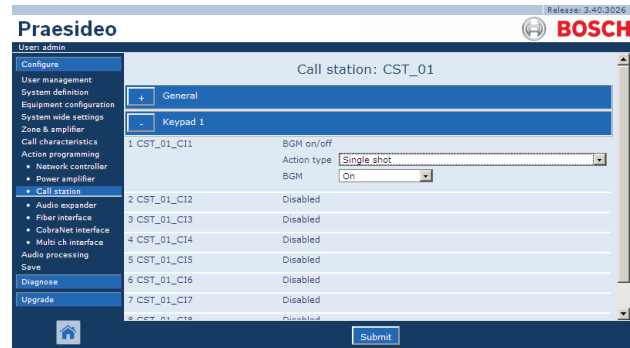 Release: 3.40.3026
Praesideo
BOSCH
User: admin
Configure
User management
System definition
Equipment configuration
System wide settings
Zone & amplifier
Call characteristics
Action programming
• Network controller
• Power amplifier
• Call station
• Audio expander
• Fiber interface
• CobraNet interface
• Multi ch interface
Audio processing
Save
Diagnose
Upgrade
Call station: CST_01
+ General
- Keypad 1
1 CST_01_CI1 BGM on/off
Action type Single shot
BGM On
2 CST_01_CI2 Disabled
3 CST_01_CI3 Disabled
4 CST_01_CI4 Disabled
5 CST_01_CI5 Disabled
6 CST_01_CI6 Disabled
7 CST_01_CI7 Disabled
8 CST_01_CI8 Disabled
Submit